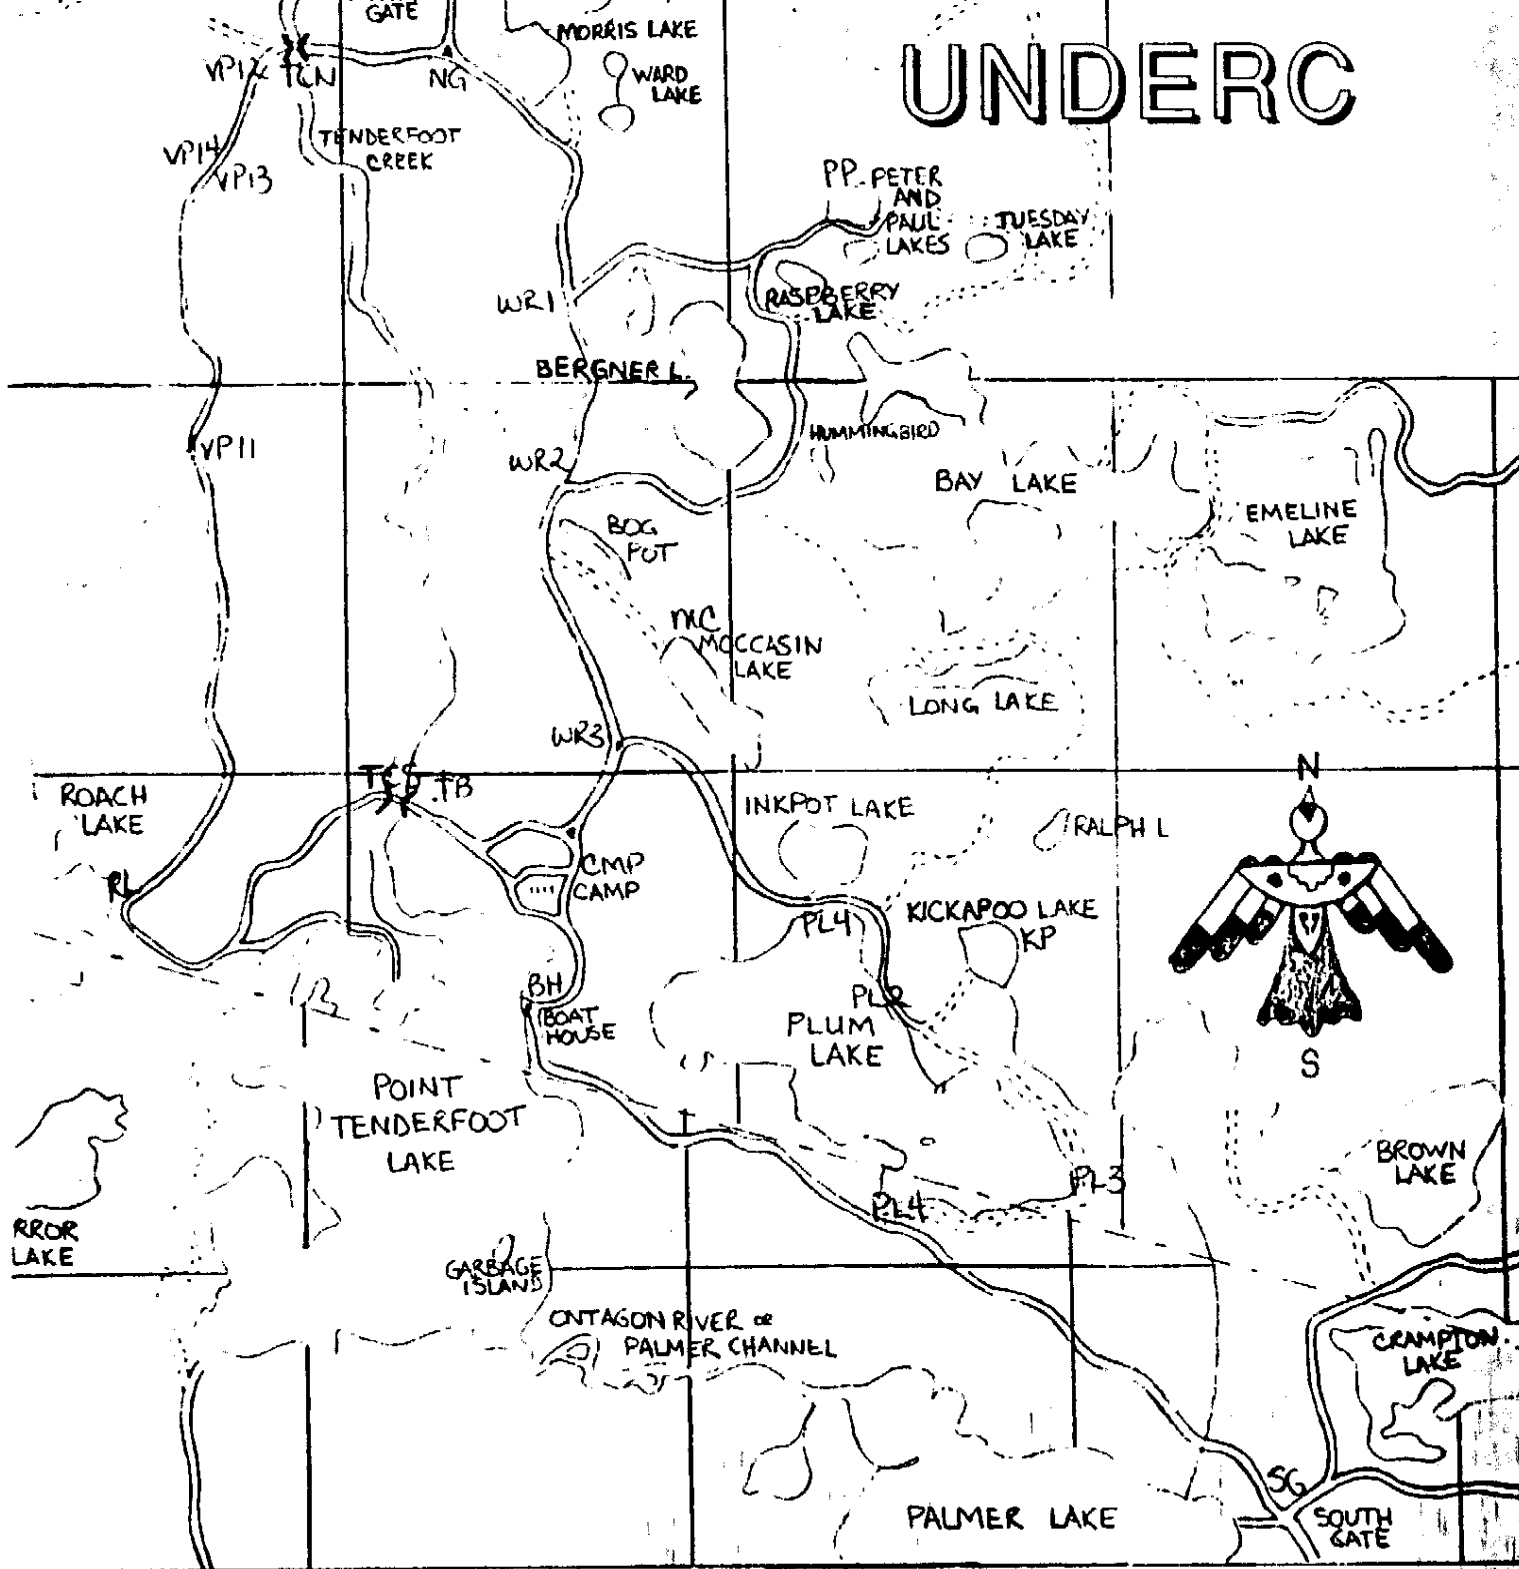 GATE
MORRIS LAKE
UNDERC
VP12
TCN
NG
WARD
LAKE
TENDERFOOT
CREEK
VP14
VP13
PP
PETER
AND
PAUL
LAKES
TUESDAY
LAKE
WR1
RASPBERRY
LAKE
BERGNER L.
HUMMINGBIRD
VP11
WR2
BAY LAKE
EMELINE
LAKE
BOG
POT
MC
MOCCASIN
LAKE
LONG LAKE
WR3
N
TCS
TB
ROACH
LAKE
INKPOT LAKE
RALPH L
CMP
CAMP
RL
PL4
KICKAPOO LAKE
KP
BH
BOAT
HOUSE
PL2
PLUM
LAKE
S
POINT
TENDERFOOT
LAKE
BROWN
LAKE
PL3
PL4
RROR
LAKE
GARBAGE
ISLAND
ONTAGON RIVER OR
PALMER CHANNEL
CRAMPTON
LAKE
SG
PALMER LAKE
SOUTH
GATE